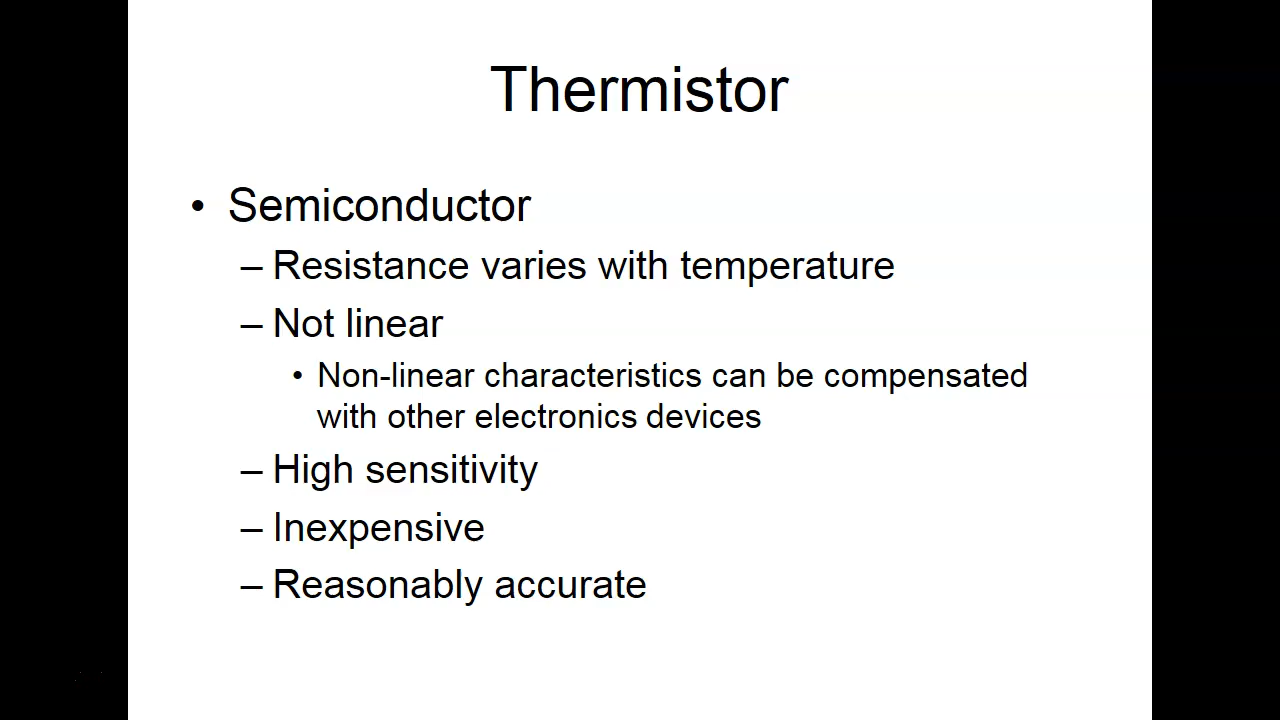 Thermistor
• Semiconductor
– Resistance varies with temperature
– Not linear
• Non-linear characteristics can be compensated
with other electronics devices
– High sensitivity
– Inexpensive
– Reasonably accurate